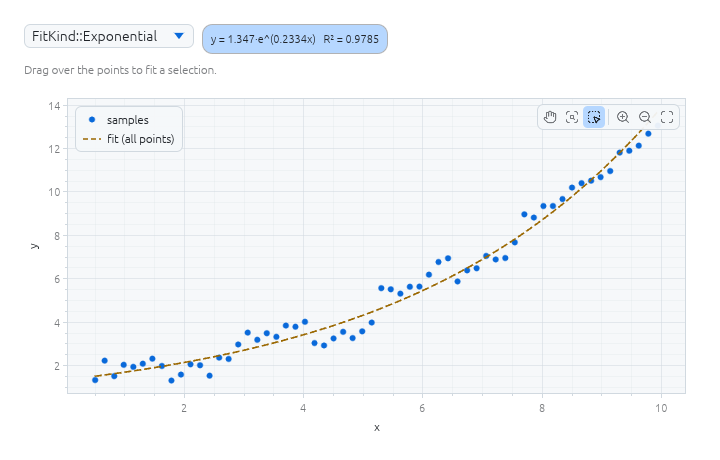 FitKind::Exponential
y = 1.347·e^(0.2334x)   R² = 0.9785
Drag over the points to fit a selection.
samples
fit (all points)
14
12
10
8
6
4
2
y
2
4
6
8
10
x